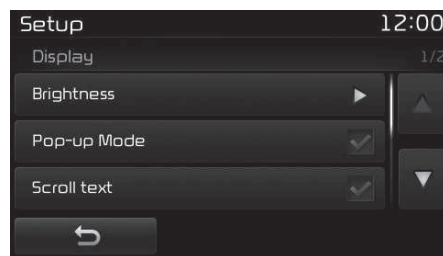 Setup 12:00
Display 1/2
Brightness
Pop-up Mode
Scroll text